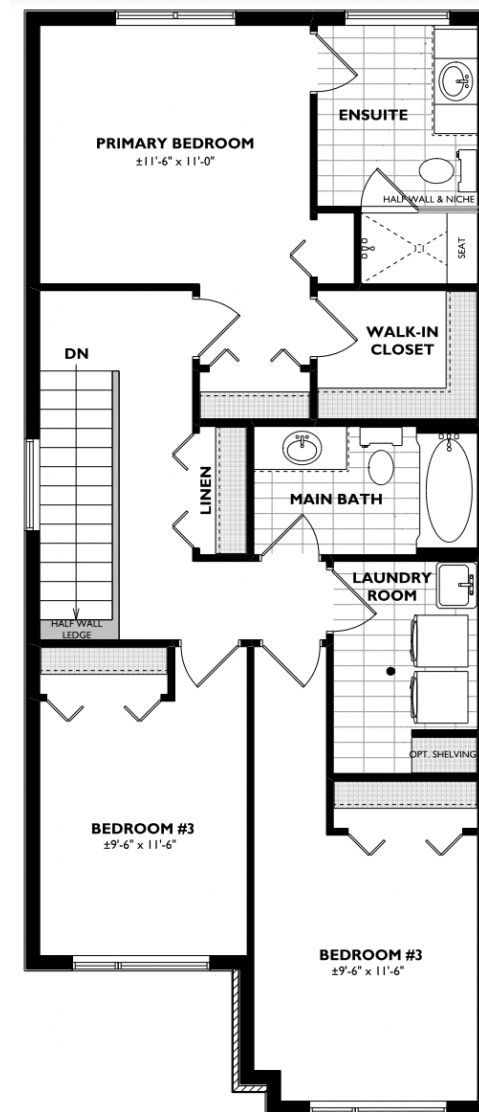 PRIMARY BEDROOM
±11'-6" x 11'-0"
ENSUITE
HALF WALL & NICHE
SEAT
WALK-IN
CLOSET
DN
LINEN
MAIN BATH
LAUNDRY
ROOM
HALF WALL
LEDGE
OPT. SHELVING
BEDROOM #3
±9'-6" x 11'-6"
BEDROOM #3
±9'-6" x 11'-6"